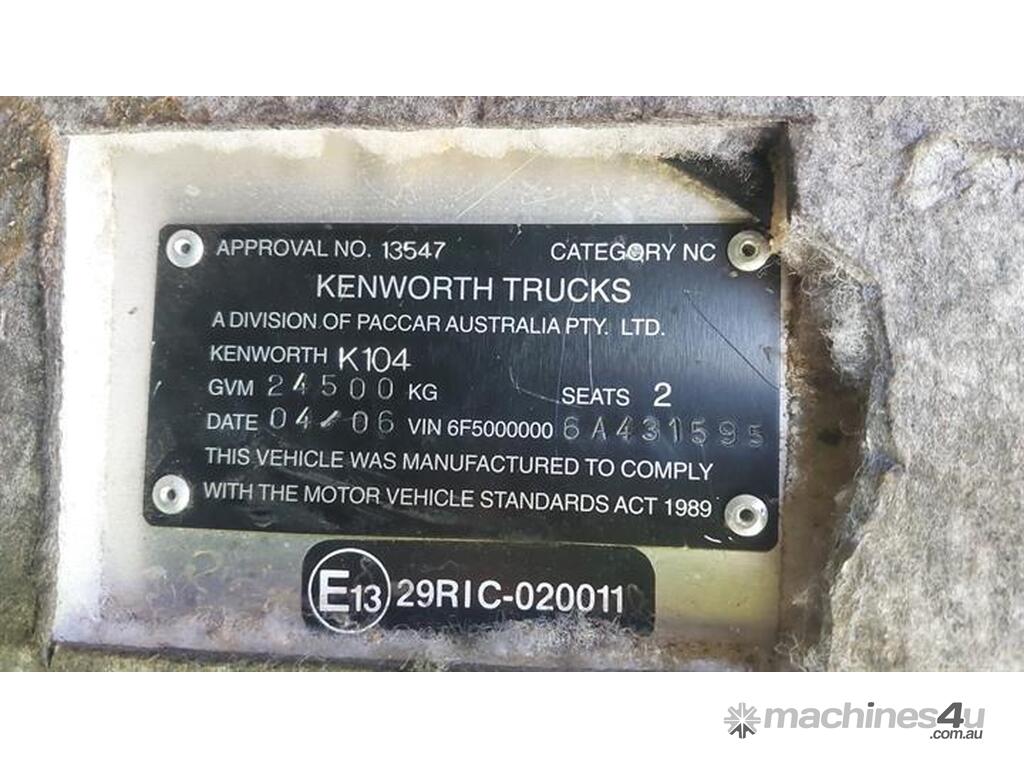 APPROVAL NO. 13547 CATEGORY NC
KENWORTH TRUCKS
A DIVISION OF PACCAR AUSTRALIA PTY. LTD.
KENWORTH K104
GVM 24500 KG SEATS 2
DATE 04/06 VIN 6F5000000 6A431595
THIS VEHICLE WAS MANUFACTURED TO COMPLY
WITH THE MOTOR VEHICLE STANDARDS ACT 1989
E13 29RIC-020011
machines4u
.com.au